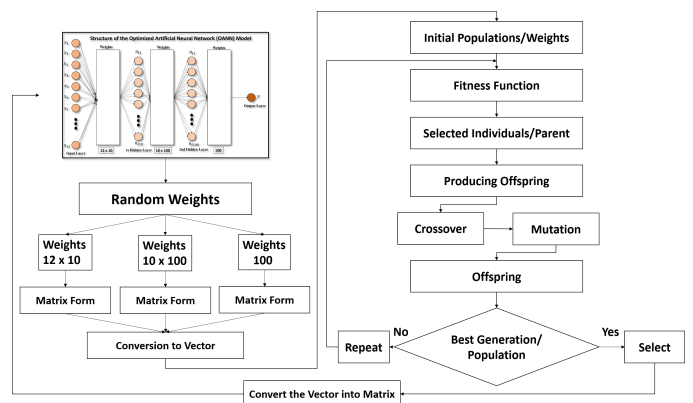 Structure of the Optimized Artificial Neural Network (OANN) Model
Weights
Weights
Weights
Y
Output Layer
Input Layer
12 x 10
1s Hidden Layer
10 x 100
2nd Hidden Layer
100
Random Weights
Weights
12 x 10
Weights
10 x 100
Weights
100
Matrix Form
Matrix Form
Matrix Form
Conversion to Vector
Initial Populations/Weights
Fitness Function
Selected Individuals/Parent
Producing Offspring
Crossover
Mutation
Offspring
Best Generation/
Population
No
Yes
Repeat
Select
Convert the Vector into Matrix